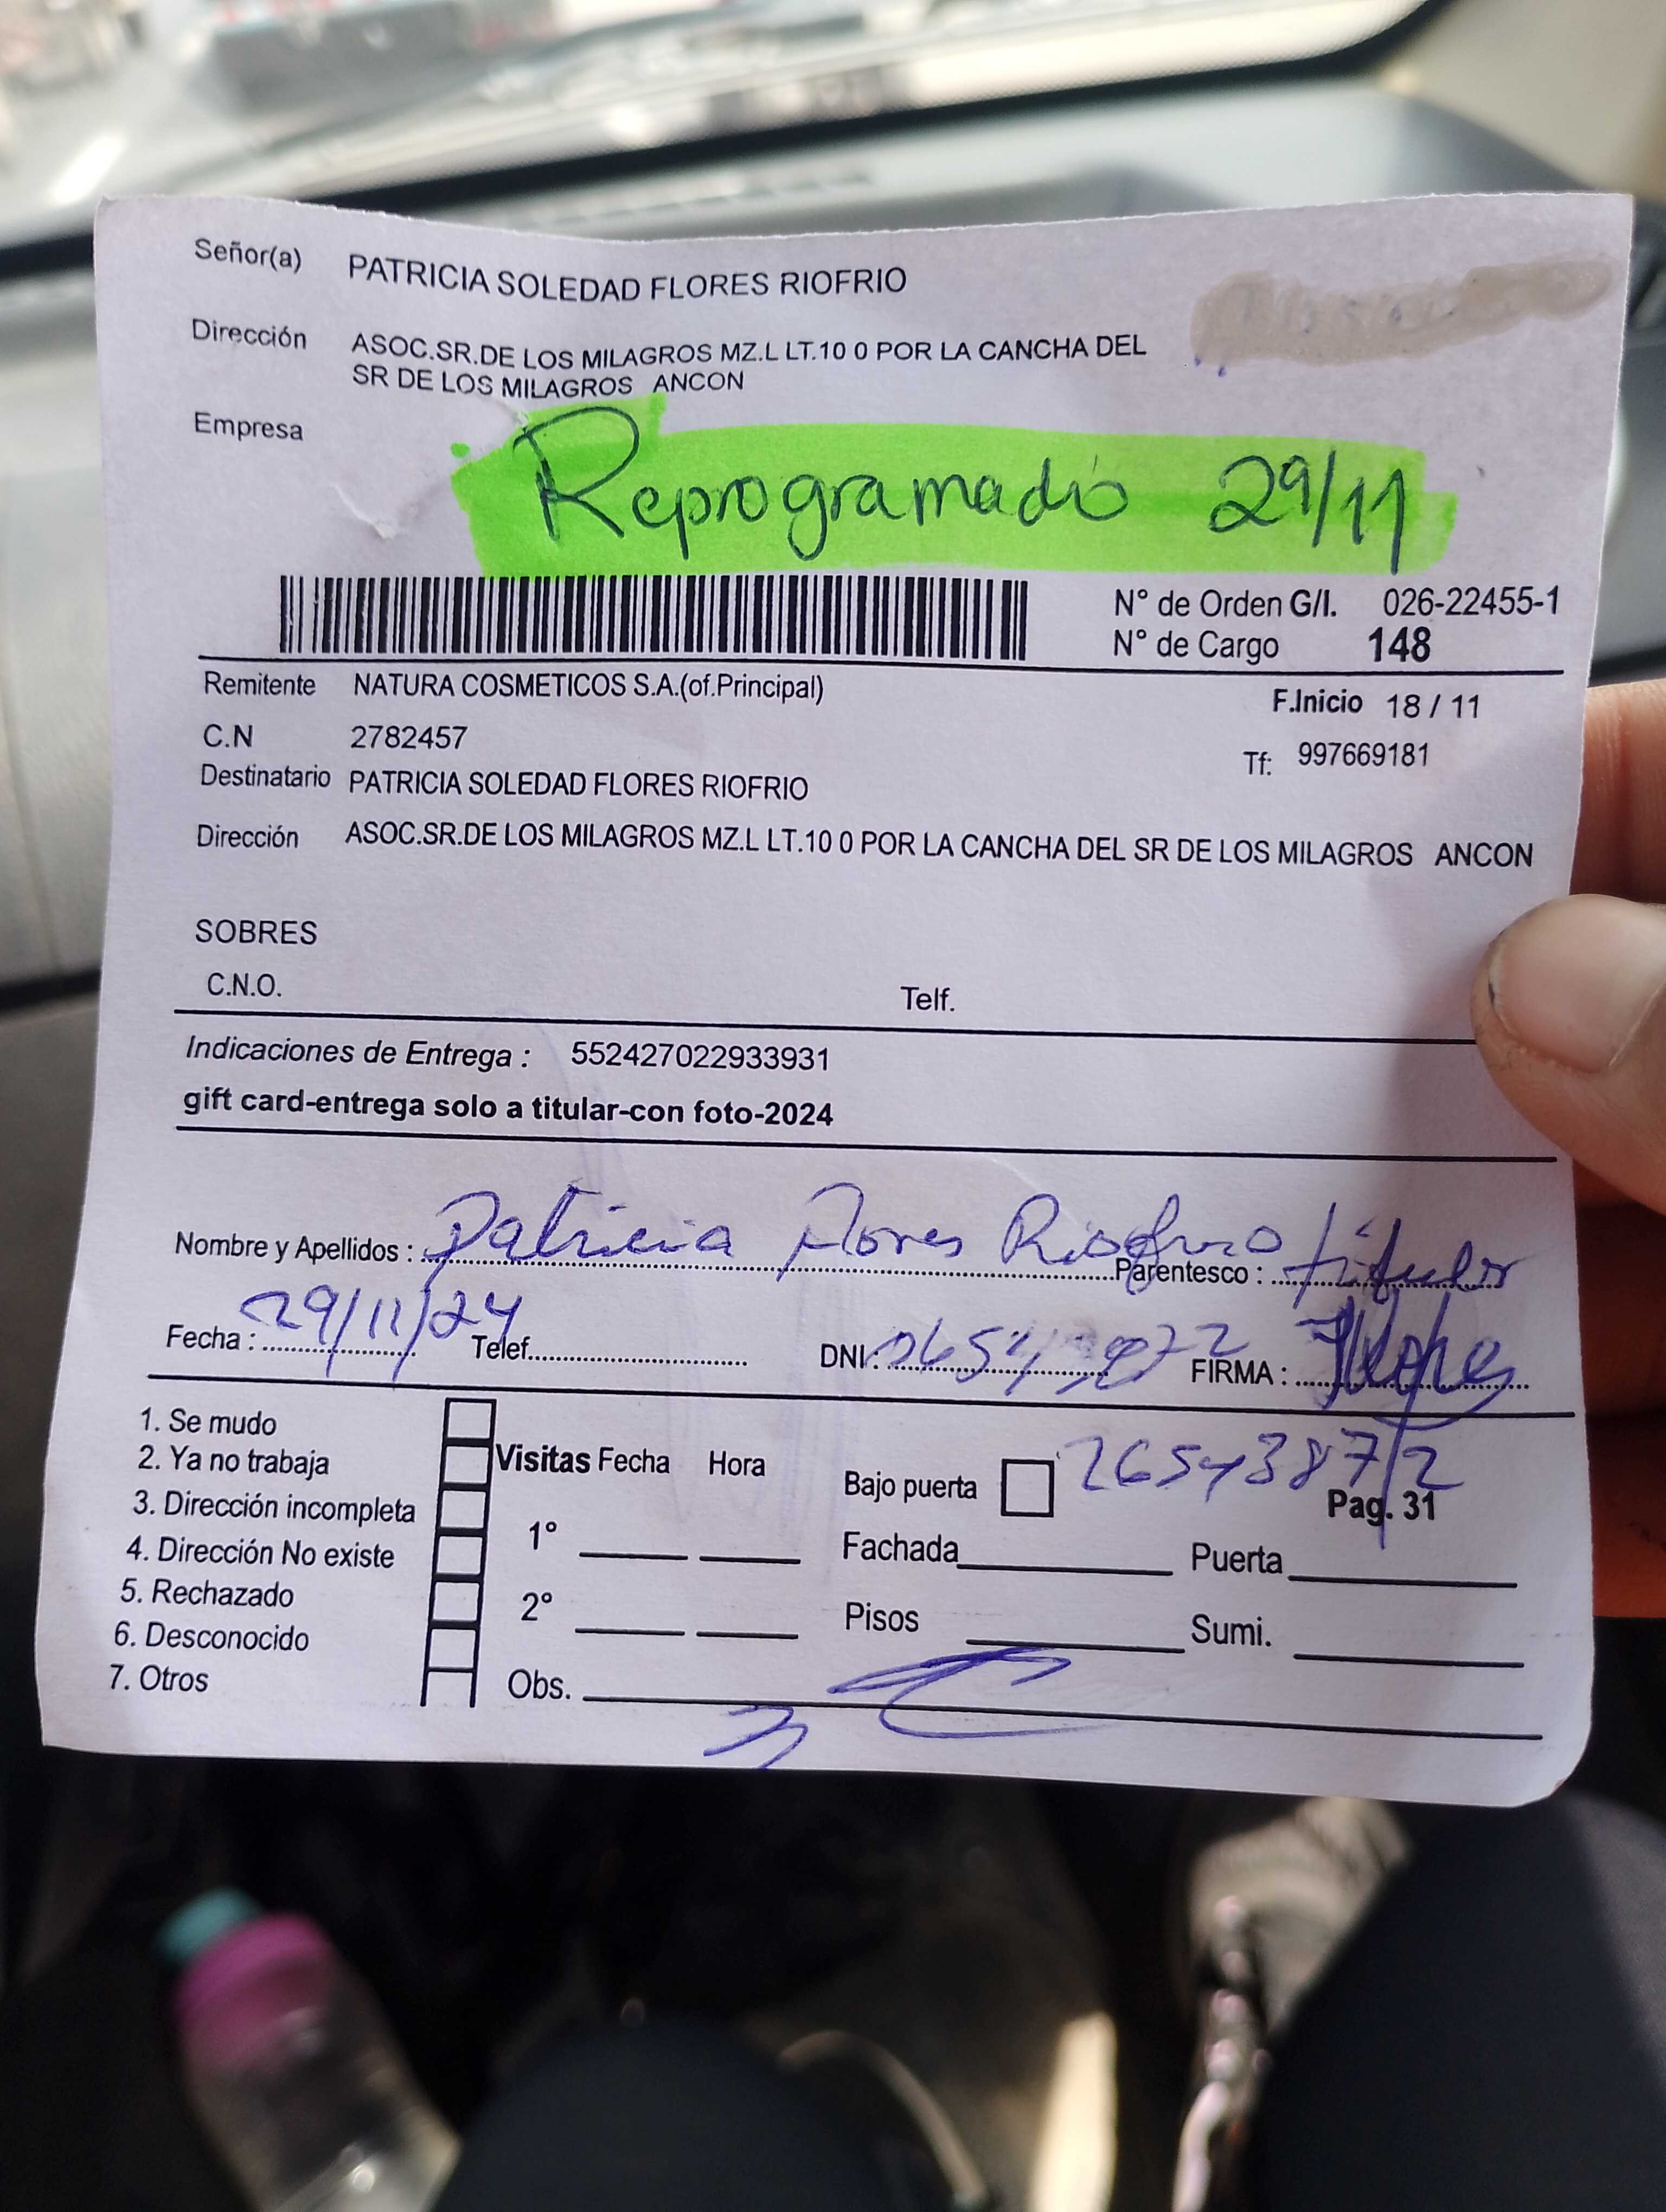 Señor(a) PATRICIA SOLEDAD FLORES RIOFRIO
Dirección ASOC.SR.DE LOS MILAGROS MZ.L LT.10 0 POR LA CANCHA DEL
SR DE LOS MILAGROS ANCON
Empresa
Reprogramado 29/11
N° de Orden G/I. 026-22455-1
N° de Cargo 148
Remitente NATURA COSMETICOS S.A.(of.Principal)
F.Inicio 18 / 11
C.N 2782457
Tf: 997669181
Destinatario PATRICIA SOLEDAD FLORES RIOFRIO
Dirección ASOC.SR.DE LOS MILAGROS MZ.L LT.10 0 POR LA CANCHA DEL SR DE LOS MILAGROS ANCON
SOBRES
C.N.O. Telf.
Indicaciones de Entrega : 552427022933931
gift card-entrega solo a titular-con foto-2024
Nombre y Apellidos : Patricia Flores Riofrio Parentesco : titular
Fecha : 29/11/24 Telef. DNI. FIRMA :
1. Se mudo
2. Ya no trabaja
3. Dirección incompleta
4. Dirección No existe
5. Rechazado
6. Desconocido
7. Otros
Visitas Fecha Hora
1°
2°
Obs.
Bajo puerta
Pag. 31
Fachada Puerta
Pisos Sumi.